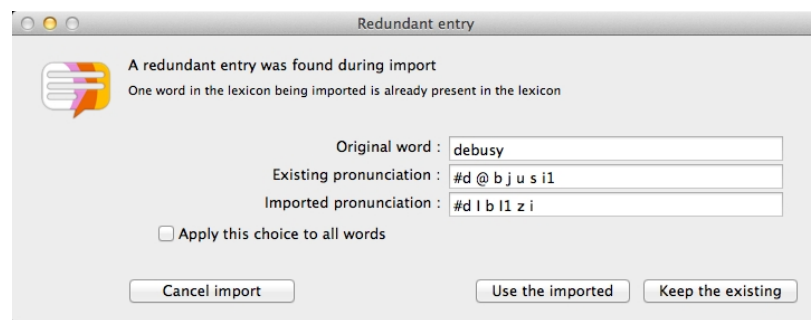 Redundant entry
A redundant entry was found during import
One word in the lexicon being imported is already present in the lexicon
Original word : debusy
Existing pronunciation : #d @ b j u s i1
Imported pronunciation : #d I b I1 z i
Apply this choice to all words
Cancel import Use the imported Keep the existing